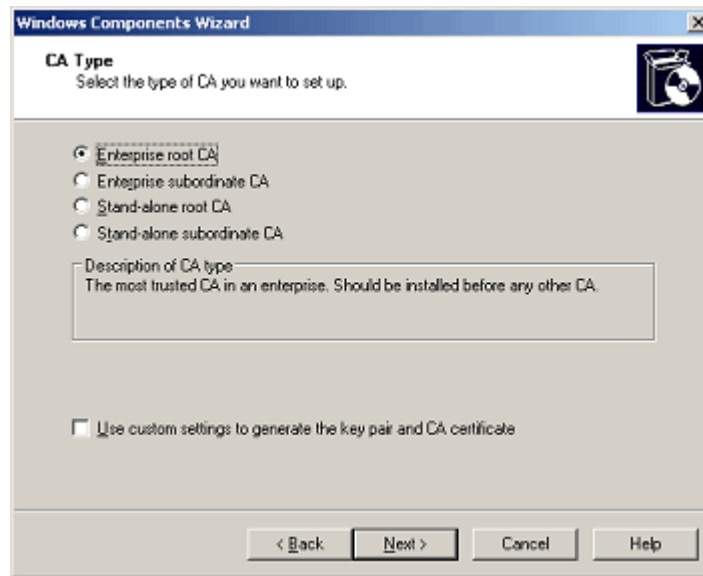 Windows Components Wizard
CA Type
Select the type of CA you want to set up.
Enterprise root CA
Enterprise subordinate CA
Stand-alone root CA
Stand-alone subordinate CA
Description of CA type
The most trusted CA in an enterprise. Should be installed before any other CA.
Use custom settings to generate the key pair and CA certificate
< Back Next > Cancel Help